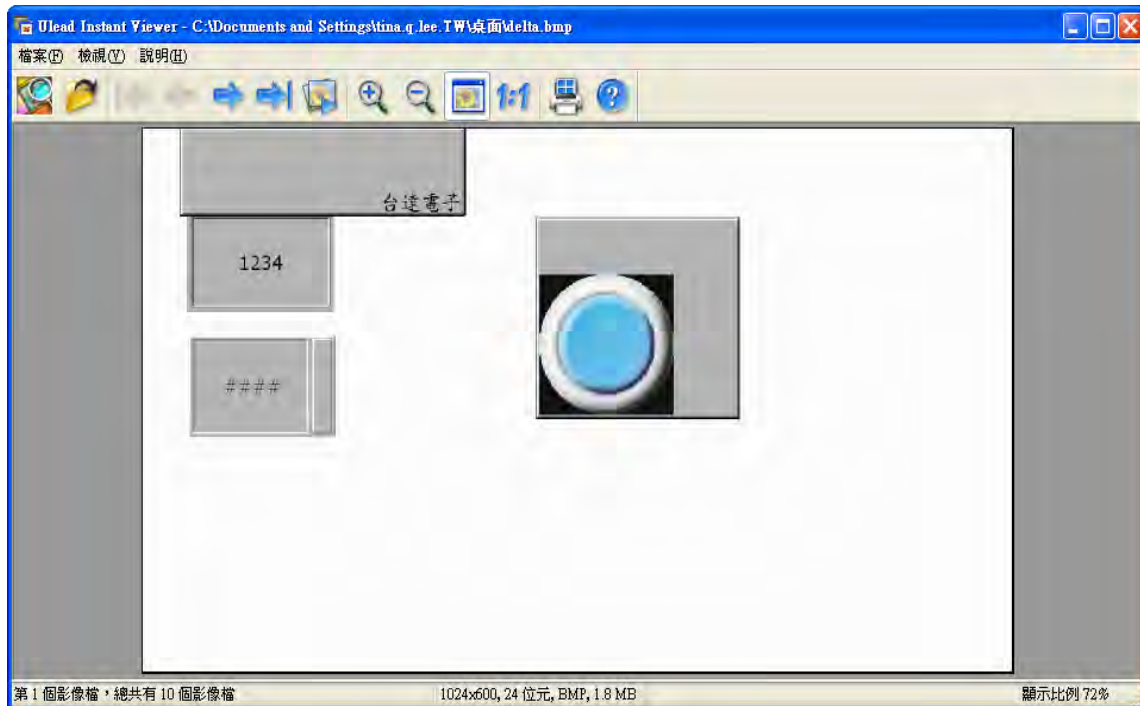 Ulead Instant Viewer - C:\Documents and Settings\tina.q.lee.TW\桌面\delta.bmp
檔案(F) 檢視(V) 說明(H)
1:1
台達電子
1234
####
第 1 個影像檔，總共有 10 個影像檔 1024x600, 24 位元, BMP, 1.8 MB 顯示比例 72%